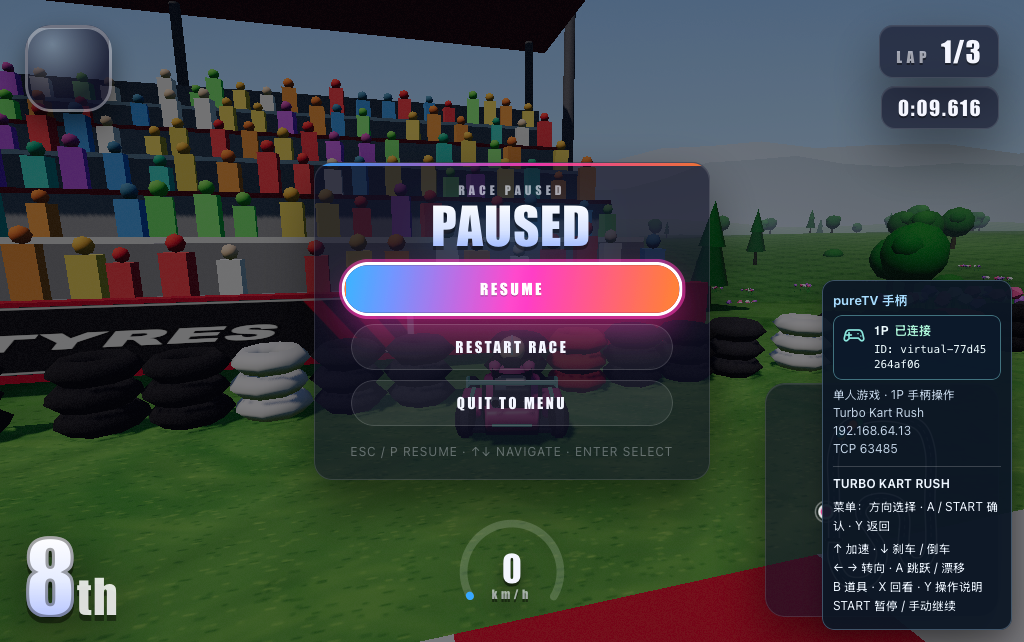 LAP 1/3
0:09.616
RACE PAUSED
PAUSED
RESUME
RESTART RACE
QUIT TO MENU
ESC / P RESUME · ↑↓ NAVIGATE · ENTER SELECT
TYRES
8th
0
km/h
pureTV 手柄
1P 已连接
ID: virtual-77d45
264af06
单人游戏 · 1P 手柄操作
Turbo Kart Rush
192.168.64.13
TCP 63485
TURBO KART RUSH
菜单：方向选择 · A / START 确
认 · Y 返回
↑ 加速 · ↓ 刹车 / 倒车
← → 转向 · A 跳跃 / 漂移
B 道具 · X 回看 · Y 操作说明
START 暂停 / 手动继续